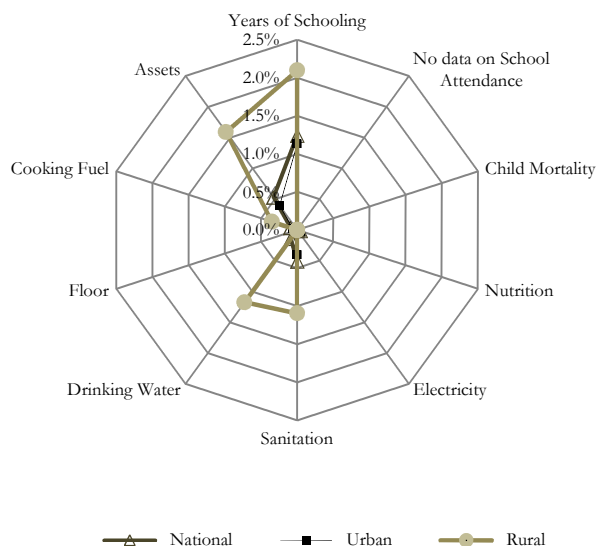 Years of Schooling
2.5%
2.0%
1.5%
1.0%
0.5%
0.0%
No data on School
Attendance
Assets
Child Mortality
Cooking Fuel
Nutrition
Floor
Electricity
Drinking Water
Sanitation
National
Urban
Rural